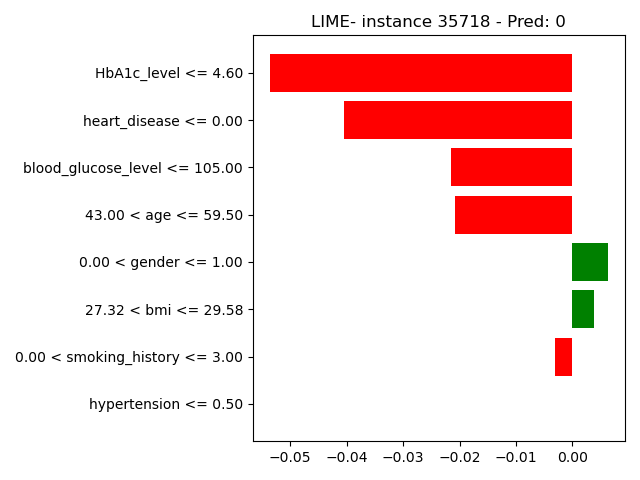 LIME- instance 35718 - Pred: 0
HbA1c_level <= 4.60
heart_disease <= 0.00
blood_glucose_level <= 105.00
43.00 < age <= 59.50
0.00 < gender <= 1.00
27.32 < bmi <= 29.58
0.00 < smoking_history <= 3.00
hypertension <= 0.50
−0.05 −0.04 −0.03 −0.02 −0.01 0.00